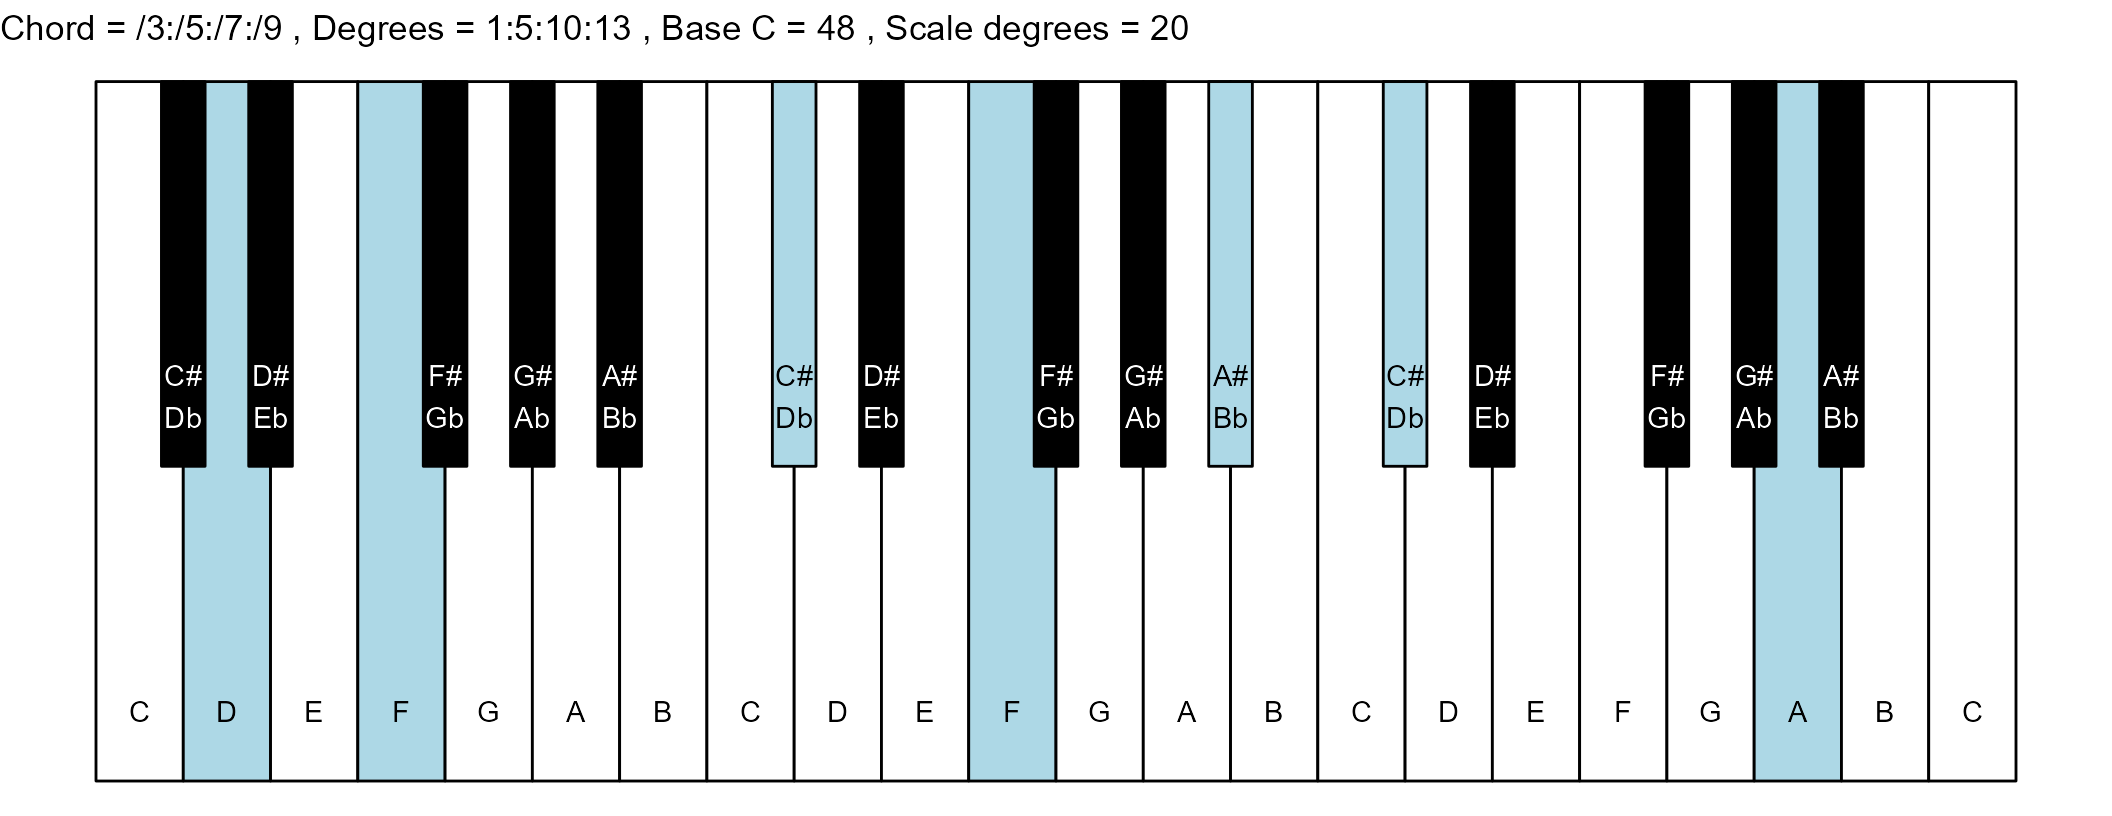 Chord = /3:/5:/7:/9 , Degrees = 1:5:10:13 , Base C = 48 , Scale degrees = 20
C# D# F# G# A# C# D# F# G# A# C# D# F# G# A#
Db Eb Gb Ab Bb Db Eb Gb Ab Bb Db Eb Gb Ab Bb
C D E F G A B C D E F G A B C D E F G A B C